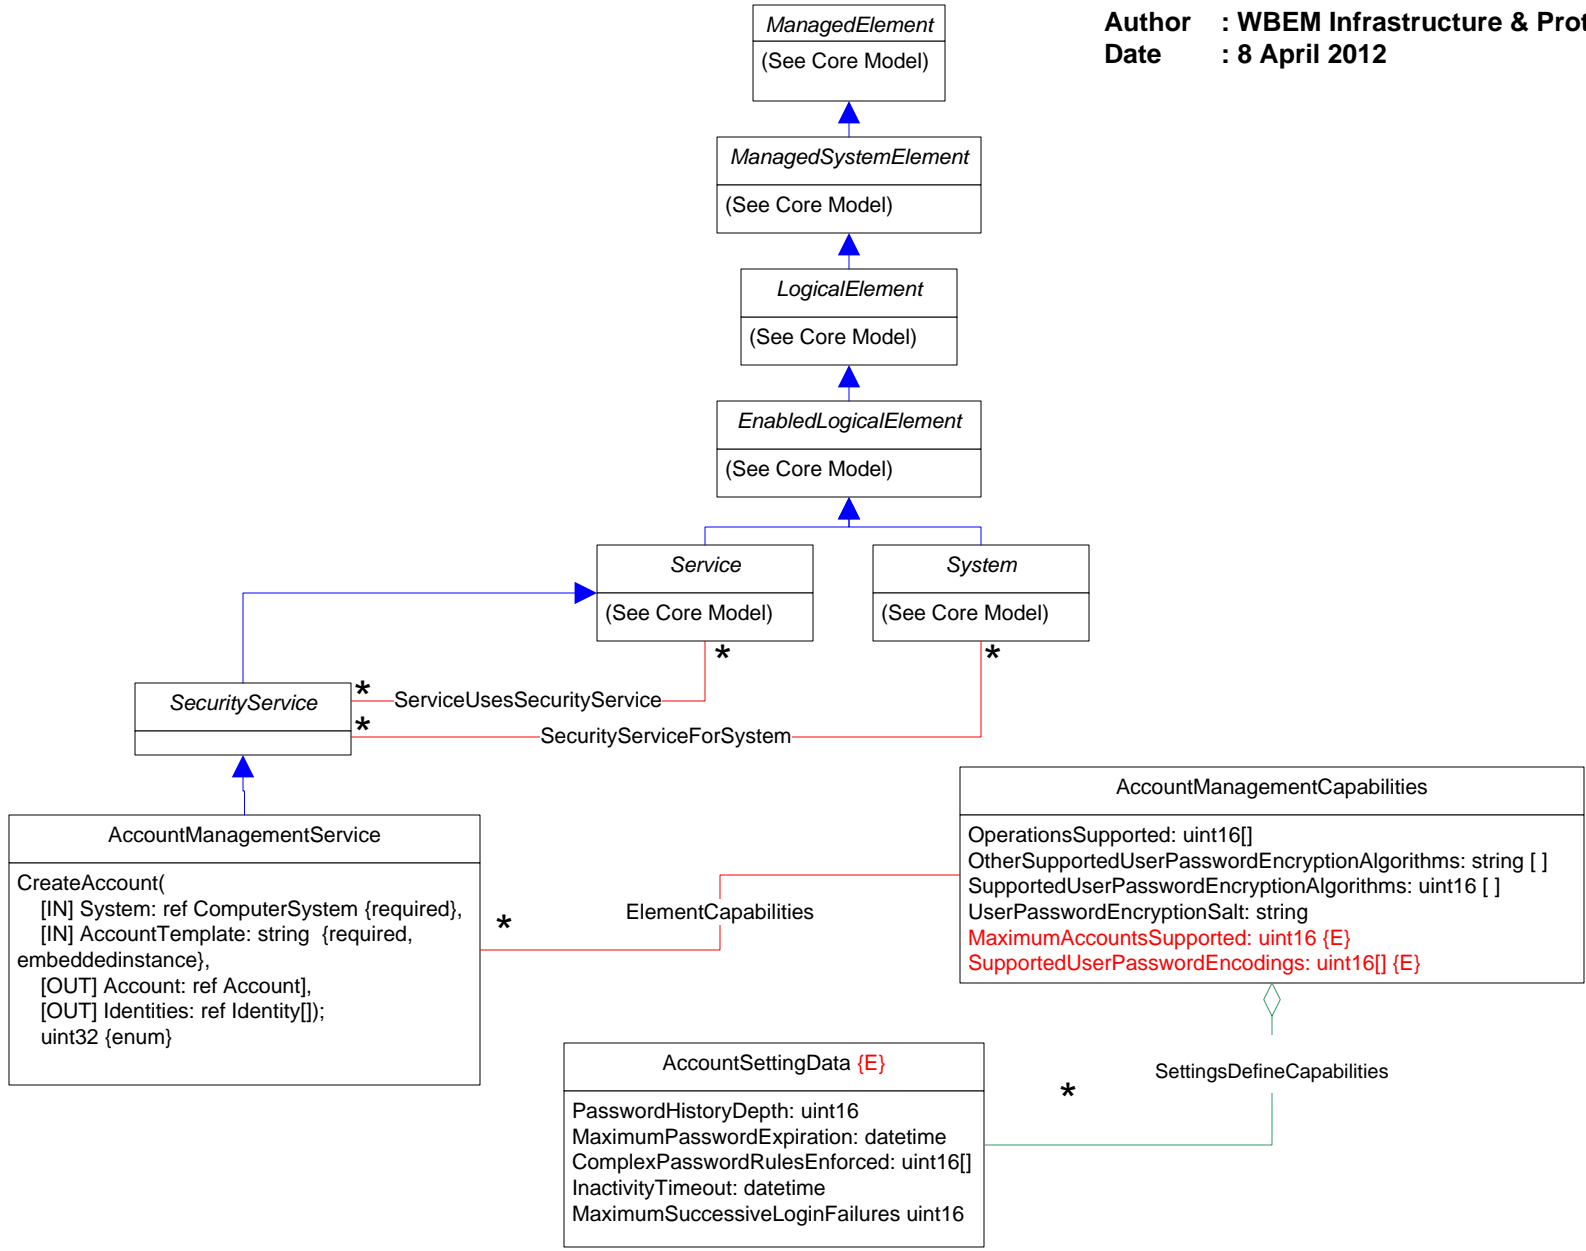 ManagedElement
(See Core Model)
Author : WBEM Infrastructure & Prot
Date : 8 April 2012
ManagedSystemElement
(See Core Model)
LogicalElement
(See Core Model)
EnabledLogicalElement
(See Core Model)
Service
(See Core Model)
System
(See Core Model)
*
*
SecurityService
*
ServiceUsesSecurityService
*
SecurityServiceForSystem
AccountManagementService
CreateAccount(
[IN] System: ref ComputerSystem {required},
[IN] AccountTemplate: string {required,
embeddedinstance},
[OUT] Account: ref Account],
[OUT] Identities: ref Identity[]);
uint32 {enum}
*
ElementCapabilities
AccountManagementCapabilities
OperationsSupported: uint16[]
OtherSupportedUserPasswordEncryptionAlgorithms: string [ ]
SupportedUserPasswordEncryptionAlgorithms: uint16 [ ]
UserPasswordEncryptionSalt: string
MaximumAccountsSupported: uint16 {E}
SupportedUserPasswordEncodings: uint16[] {E}
AccountSettingData {E}
PasswordHistoryDepth: uint16
MaximumPasswordExpiration: datetime
ComplexPasswordRulesEnforced: uint16[]
InactivityTimeout: datetime
MaximumSuccessiveLoginFailures uint16
*
SettingsDefineCapabilities